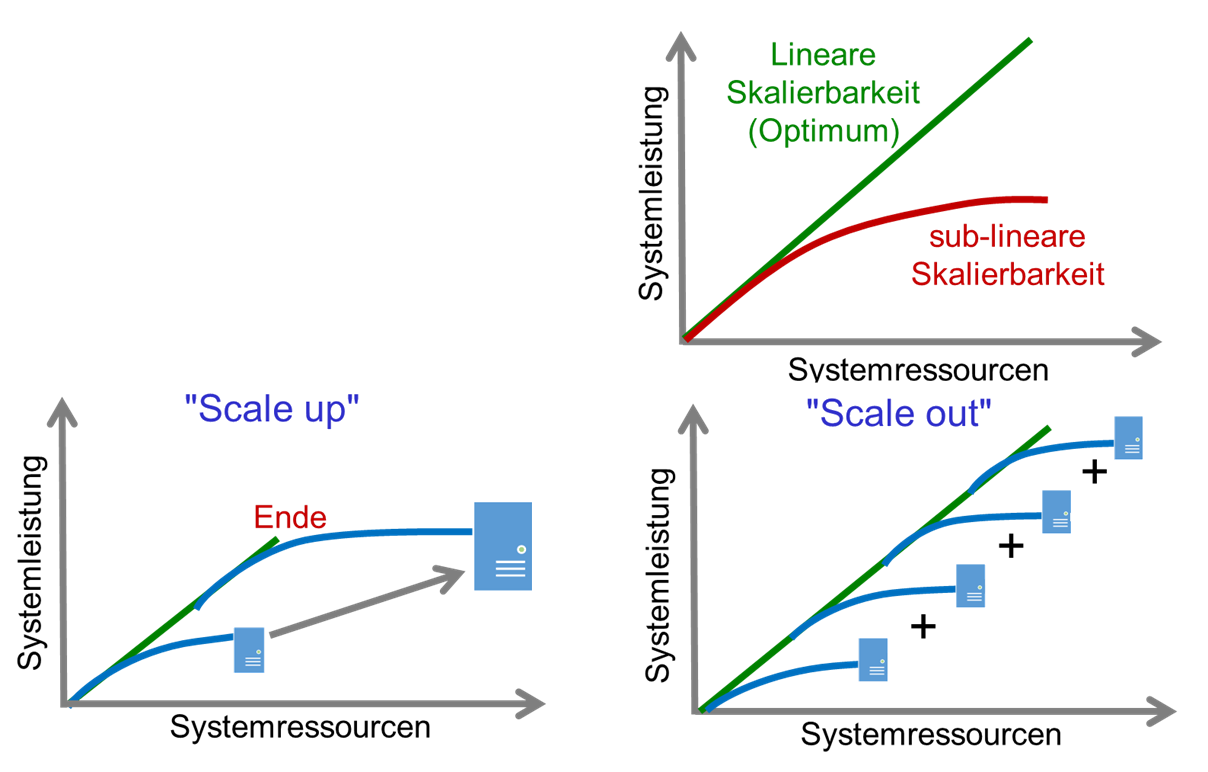 Lineare
Skalierbarkeit
(Optimum)
Systemleistung
sub-lineare
Skalierbarkeit
Systemressourcen
"Scale up"
Systemleistung
Ende
Systemressourcen
"Scale out"
Systemleistung
+
+
+
Systemressourcen